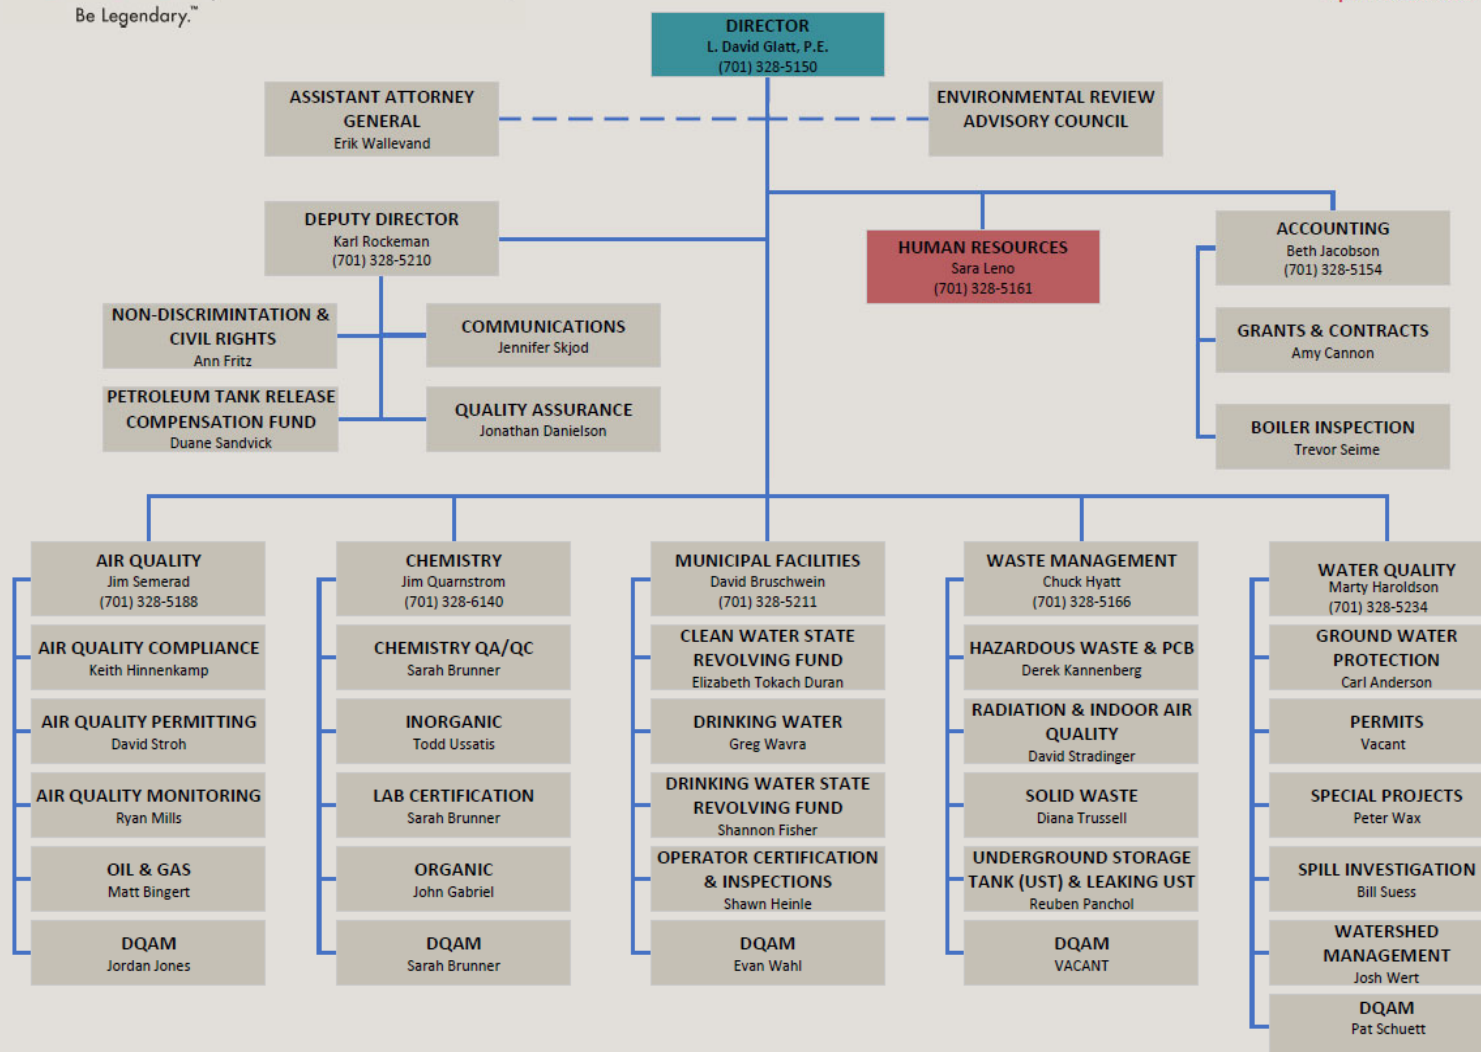 Be Legendary.™
DIRECTOR
L. David Glatt, P.E.
(701) 328-5150
ASSISTANT ATTORNEY
GENERAL
Erik Wallevand
ENVIRONMENTAL REVIEW
ADVISORY COUNCIL
DEPUTY DIRECTOR
Karl Rockeman
(701) 328-5210
HUMAN RESOURCES
Sara Leno
(701) 328-5161
ACCOUNTING
Beth Jacobson
(701) 328-5154
NON-DISCRIMINTATION &
CIVIL RIGHTS
Ann Fritz
COMMUNICATIONS
Jennifer Skjod
GRANTS & CONTRACTS
Amy Cannon
PETROLEUM TANK RELEASE
COMPENSATION FUND
Duane Sandvick
QUALITY ASSURANCE
Jonathan Danielson
BOILER INSPECTION
Trevor Seime
AIR QUALITY
Jim Semerad
(701) 328-5188
AIR QUALITY COMPLIANCE
Keith Hinnenkamp
AIR QUALITY PERMITTING
David Stroh
AIR QUALITY MONITORING
Ryan Mills
OIL & GAS
Matt Bingert
DQAM
Jordan Jones
CHEMISTRY
Jim Quarnstrom
(701) 328-6140
CHEMISTRY QA/QC
Sarah Brunner
INORGANIC
Todd Ussatis
LAB CERTIFICATION
Sarah Brunner
ORGANIC
John Gabriel
DQAM
Sarah Brunner
MUNICIPAL FACILITIES
David Bruschwein
(701) 328-5211
CLEAN WATER STATE
REVOLVING FUND
Elizabeth Tokach Duran
DRINKING WATER
Greg Wavra
DRINKING WATER STATE
REVOLVING FUND
Shannon Fisher
OPERATOR CERTIFICATION
& INSPECTIONS
Shawn Heinle
DQAM
Evan Wahl
WASTE MANAGEMENT
Chuck Hyatt
(701) 328-5166
HAZARDOUS WASTE & PCB
Derek Kannenberg
RADIATION & INDOOR AIR
QUALITY
David Stradinger
SOLID WASTE
Diana Trussell
UNDERGROUND STORAGE
TANK (UST) & LEAKING UST
Reuben Panchol
DQAM
VACANT
WATER QUALITY
Marty Haroldson
(701) 328-5234
GROUND WATER
PROTECTION
Carl Anderson
PERMITS
Vacant
SPECIAL PROJECTS
Peter Wax
SPILL INVESTIGATION
Bill Suess
WATERSHED
MANAGEMENT
Josh Wert
DQAM
Pat Schuett